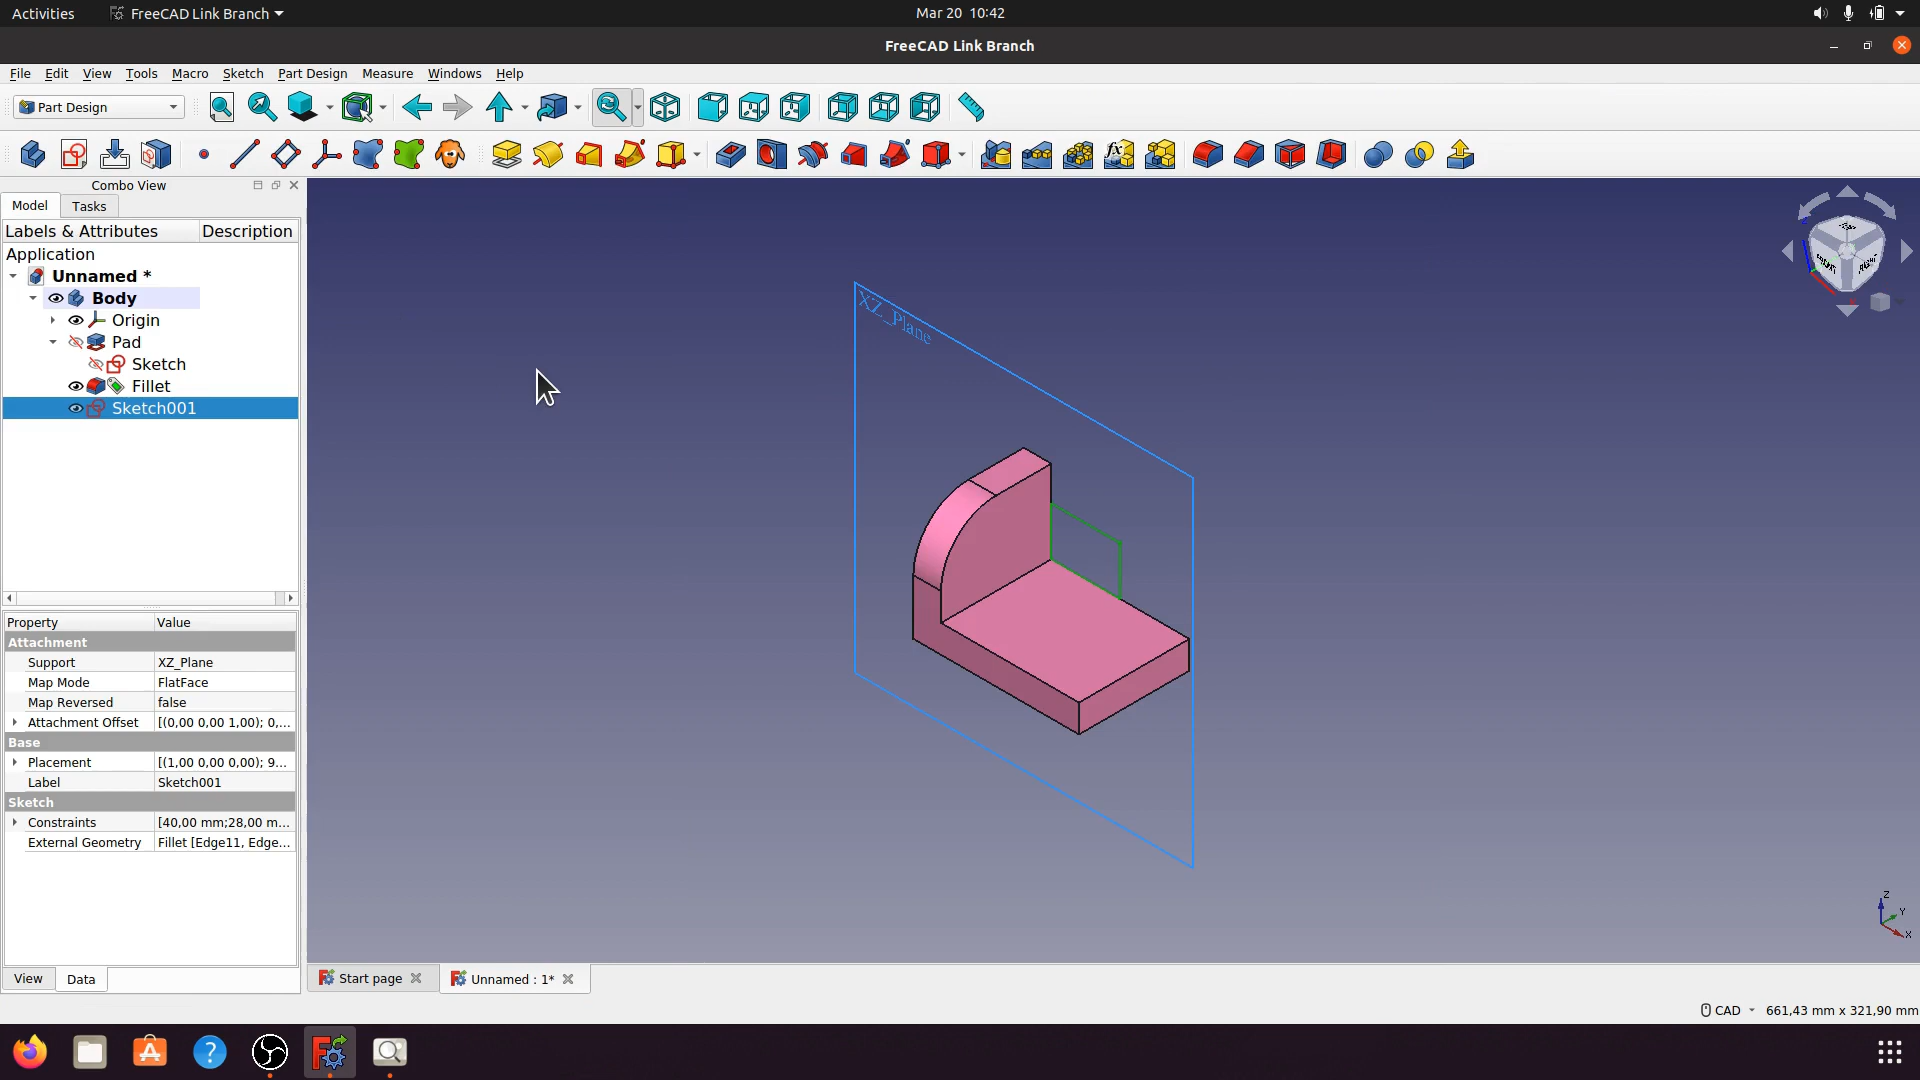 Activities
FreeCAD Link Branch
Mar 20 10:42
FreeCAD Link Branch
File Edit View Tools Macro Sketch Part Design Measure Windows Help
Part Design
fx
Combo View
Model Tasks
Labels & Attributes Description
Application
Unnamed *
Body
Origin
Pad
Sketch
Fillet
Sketch001
XZ_Plane
FRONT
RIGHT
Property Value
Attachment
Support XZ_Plane
Map Mode FlatFace
Map Reversed false
Attachment Offset [(0,00 0,00 1,00); 0,...
Base
Placement [(1,00 0,00 0,00); 9...
Label Sketch001
Sketch
Constraints [40,00 mm;28,00 m...
External Geometry Fillet [Edge11, Edge...
View Data
Start page
Unnamed : 1*
Z
Y
X
CAD
661,43 mm x 321,90 mm